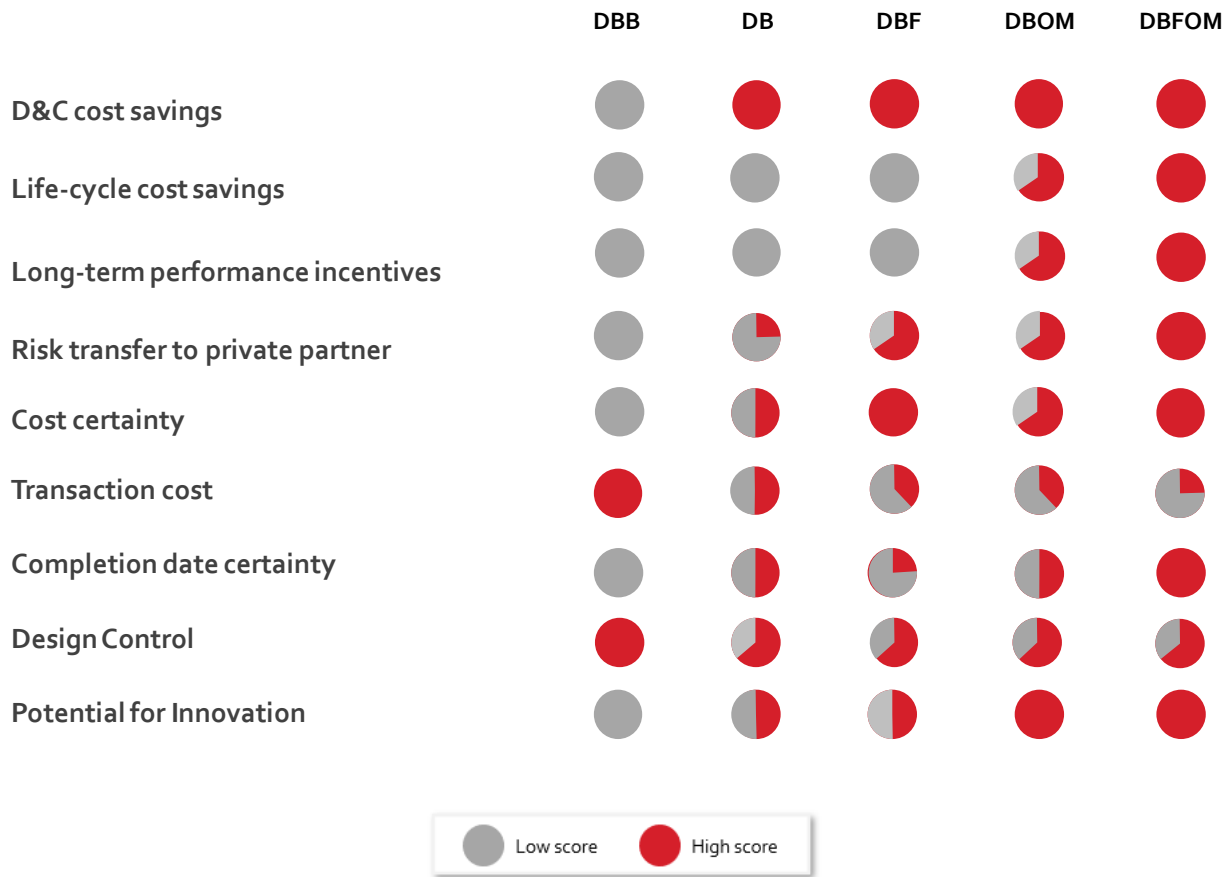 DBB DB DBF DBOM DBFOM
D&C cost savings
Life-cycle cost savings
Long-term performance incentives
Risk transfer to private partner
Cost certainty
Transaction cost
Completion date certainty
Design Control
Potential for Innovation
Low score High score